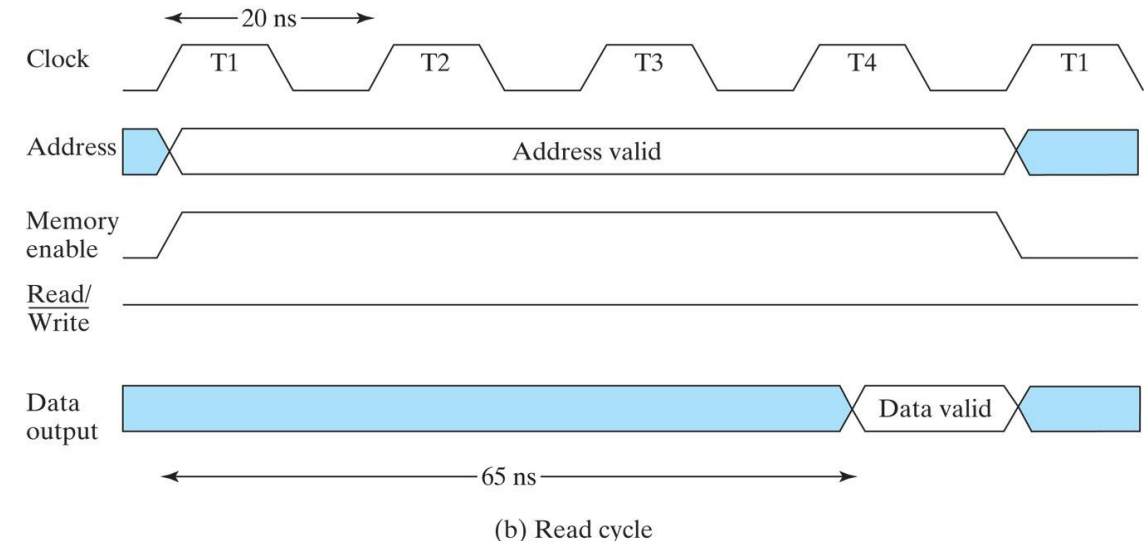 20 ns
Clock
T1 T2 T3 T4 T1
Address
Address valid
Memory
enable
Read/
Write
Data
output
Data valid
65 ns
(b) Read cycle